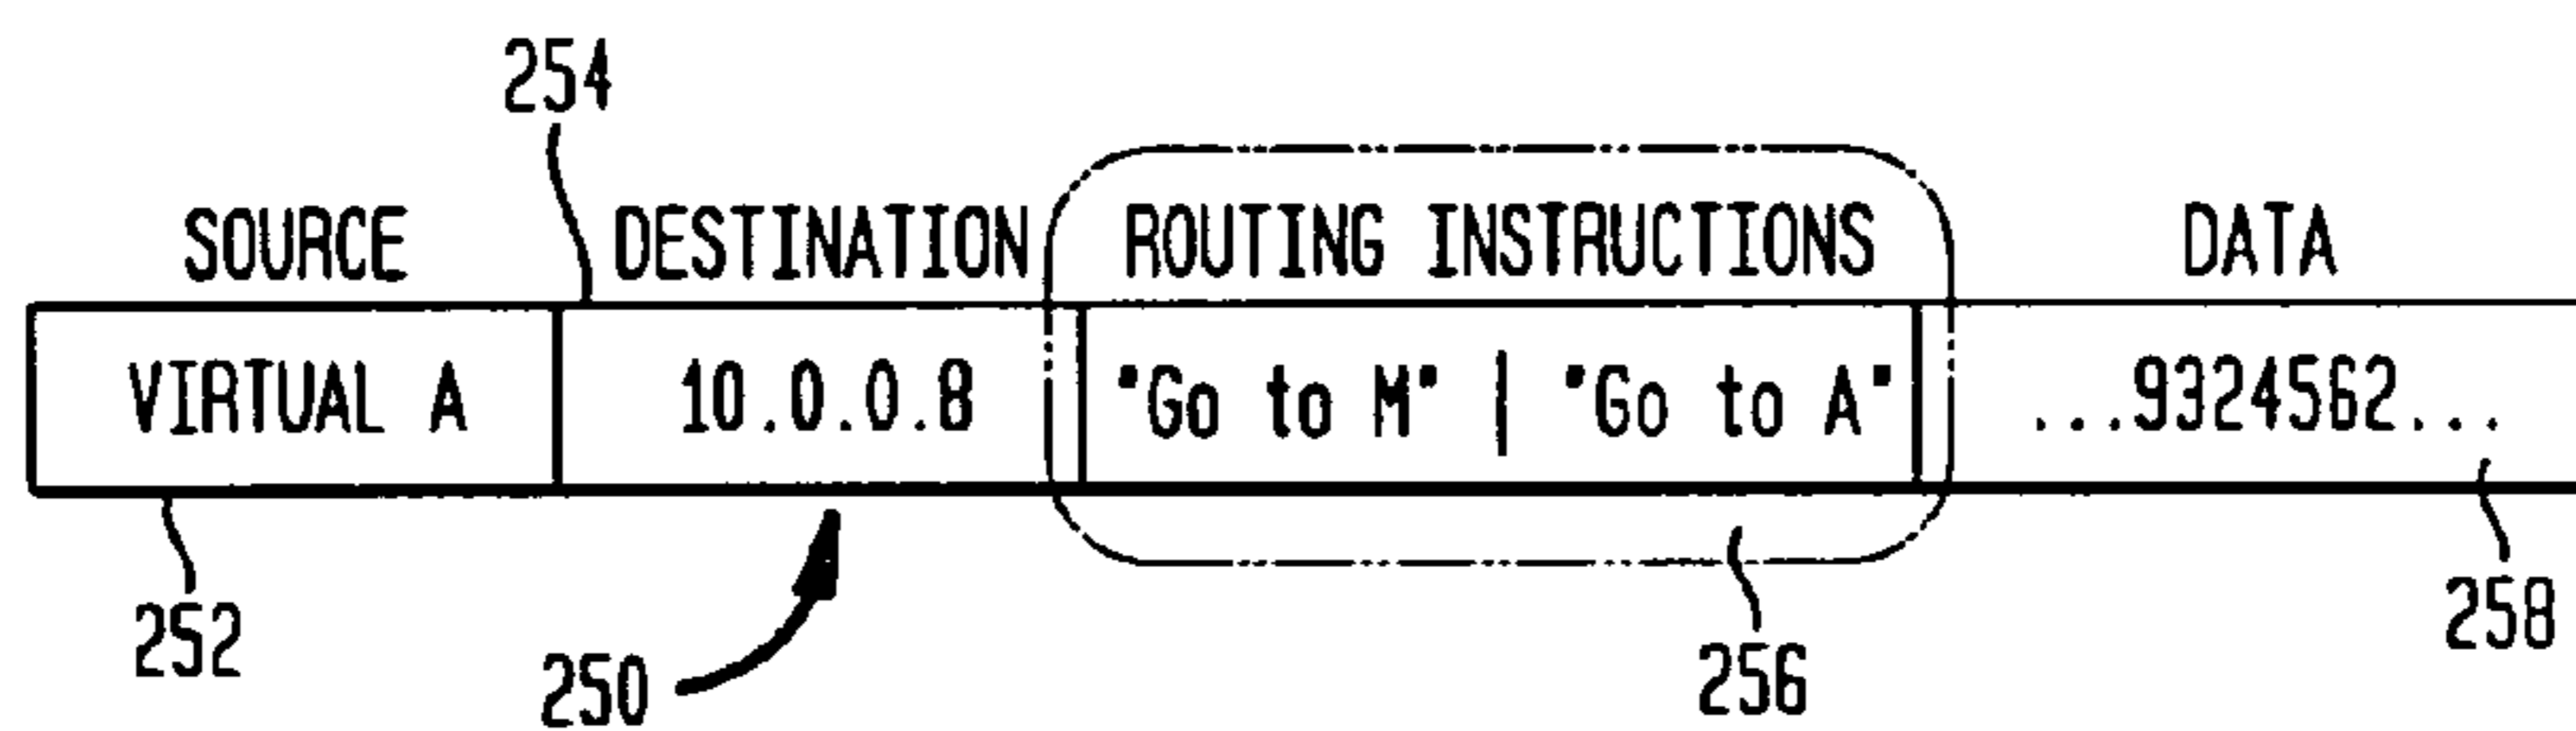 254
SOURCE DESTINATION ROUTING INSTRUCTIONS DATA
VIRTUAL A 10.0.0.8 "Go to M" | "Go to A" ...9324562...
252 250 256 258